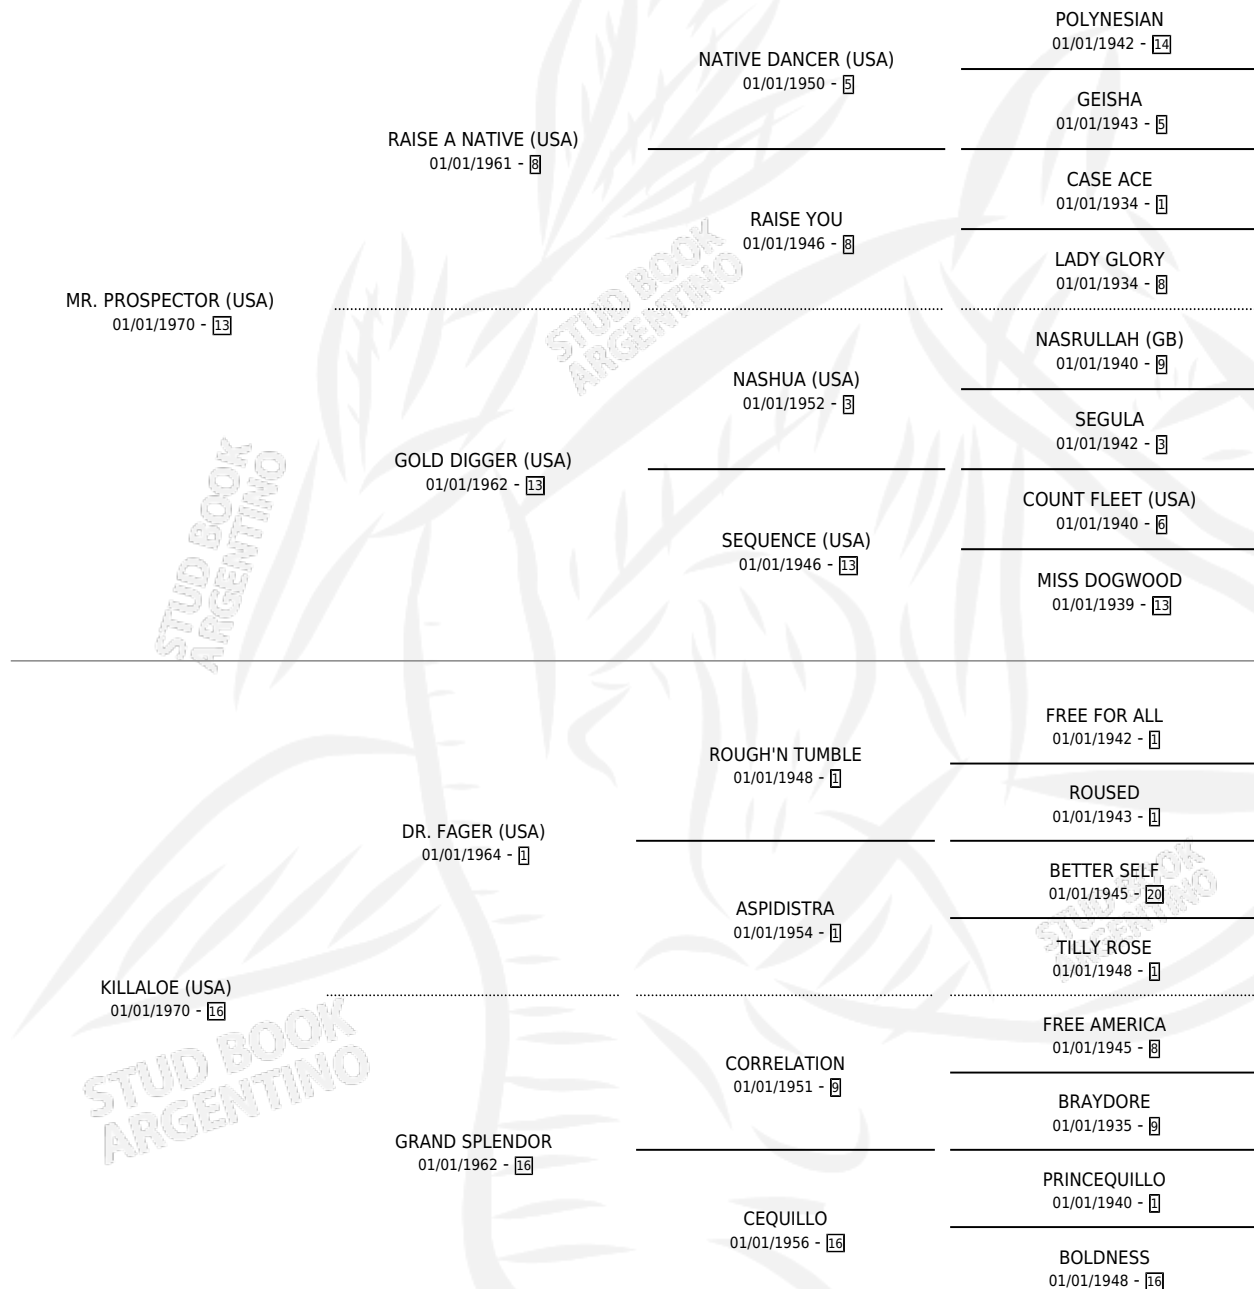 POLYNESIAN
01/01/1942 - 14
NATIVE DANCER (USA)
01/01/1950 - 5
GEISHA
01/01/1943 - 5
RAISE A NATIVE (USA)
01/01/1961 - 8
CASE ACE
01/01/1934 - 1
RAISE YOU
01/01/1946 - 8
LADY GLORY
01/01/1934 - 8
MR. PROSPECTOR (USA)
01/01/1970 - 13
NASRULLAH (GB)
01/01/1940 - 9
NASHUA (USA)
01/01/1952 - 3
SEGULA
01/01/1942 - 3
GOLD DIGGER (USA)
01/01/1962 - 13
COUNT FLEET (USA)
01/01/1940 - 6
SEQUENCE (USA)
01/01/1946 - 13
MISS DOGWOOD
01/01/1939 - 13
FREE FOR ALL
01/01/1942 - 1
ROUGH'N TUMBLE
01/01/1948 - 1
ROUSED
01/01/1943 - 1
DR. FAGER (USA)
01/01/1964 - 1
BETTER SELF
01/01/1945 - 20
ASPIDISTRA
01/01/1954 - 1
TILLY ROSE
01/01/1948 - 1
KILLALOE (USA)
01/01/1970 - 16
FREE AMERICA
01/01/1945 - 8
CORRELATION
01/01/1951 - 9
BRAYDORE
01/01/1935 - 9
GRAND SPLENDOR
01/01/1962 - 16
PRINCEQUILLO
01/01/1940 - 1
CEQUILLO
01/01/1956 - 16
BOLDNESS
01/01/1948 - 16
STUD BOOK
ARGENTINO
STUD BOOK
ARGENTINO
STUD BOOK
ARGENTINO
STUD BOOK
ARGENTINO